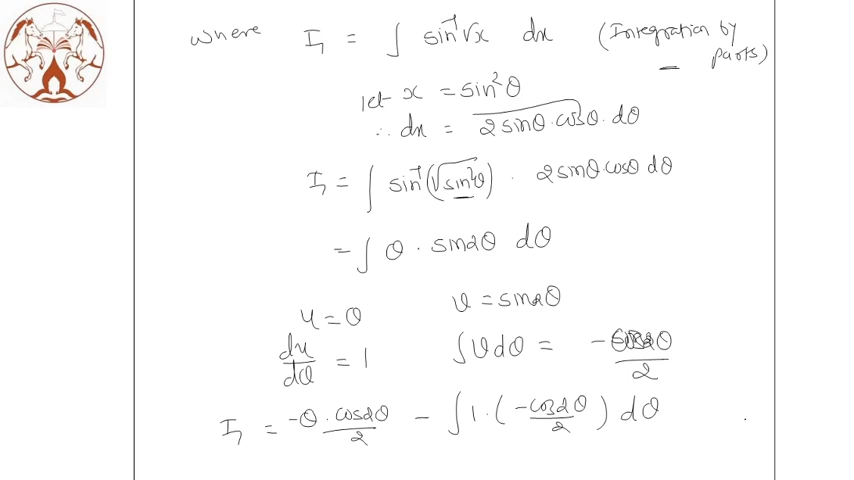 where I₁ = ∫ sin⁻¹√x dx (Integration by parts)
let x = sin²θ
∴ dx = 2sinθ.cosθ.dθ
I₁ = ∫ sin⁻¹(√sin²θ) . 2sinθ.cosθ dθ
= ∫ θ . sin2θ dθ
u = θ v = sin2θ
du/dθ = 1 ∫vdθ = -cos2θ/2
I₁ = -θ.cos2θ/2 - ∫1.(-cos2θ/2) dθ